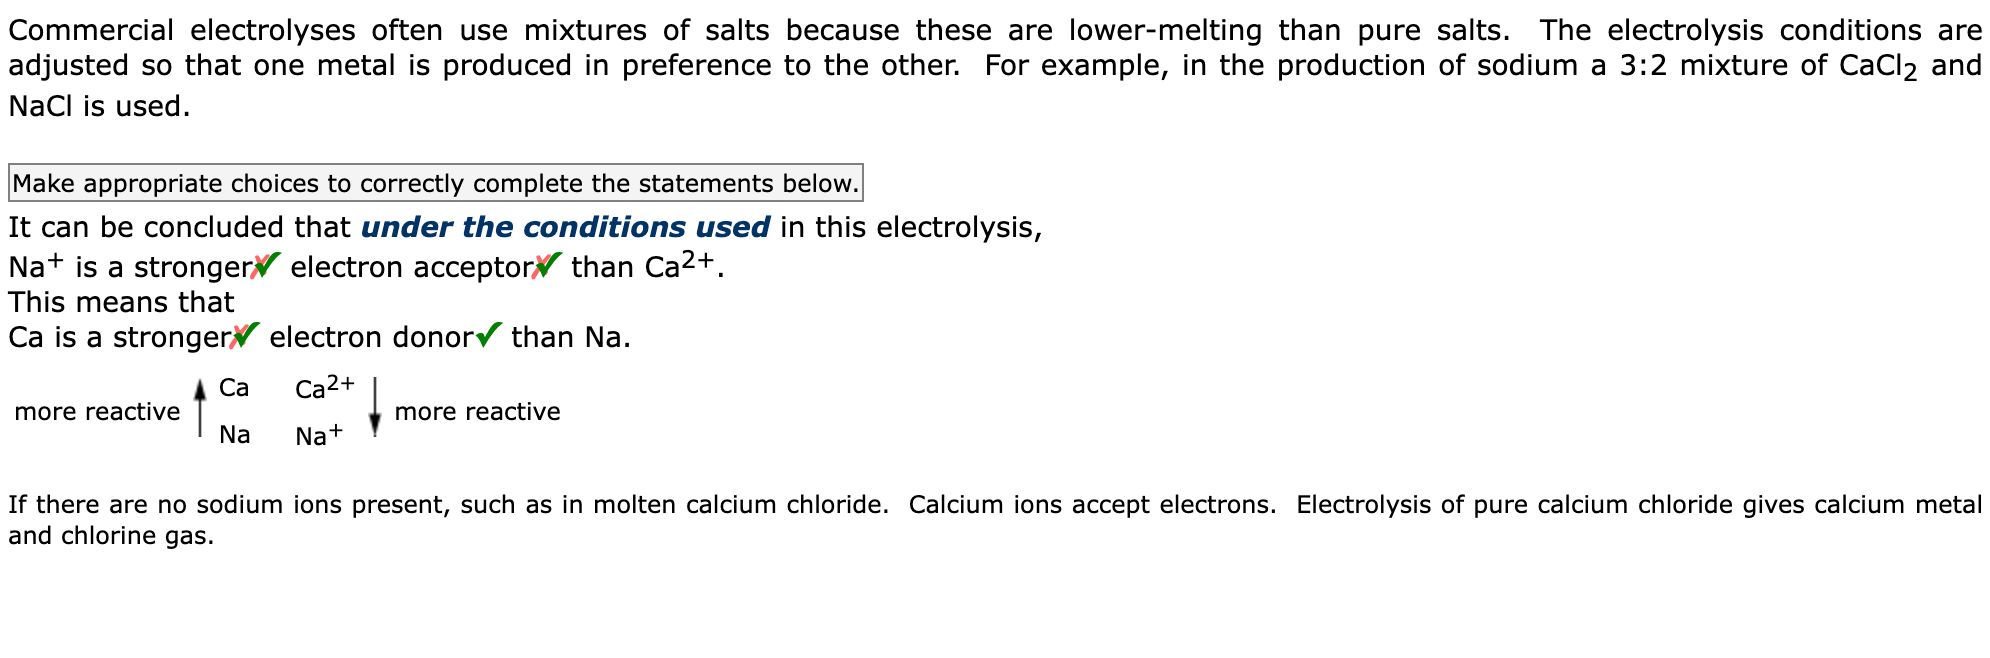 Commercial electrolyses often use mixtures of salts because these are lower-melting than pure salts. The electrolysis conditions are
adjusted so that one metal is produced in preference to the other. For example, in the production of sodium a 3:2 mixture of CaCl₂ and
NaCl is used.
Make appropriate choices to correctly complete the statements below.
It can be concluded that under the conditions used in this electrolysis,
Na⁺ is a stronger✗✔ electron acceptor✗✔ than Ca²⁺.
This means that
Ca is a stronger✗✔ electron donor✔ than Na.
Ca Ca²⁺
more reactive more reactive
Na Na⁺
If there are no sodium ions present, such as in molten calcium chloride. Calcium ions accept electrons. Electrolysis of pure calcium chloride gives calcium metal
and chlorine gas.